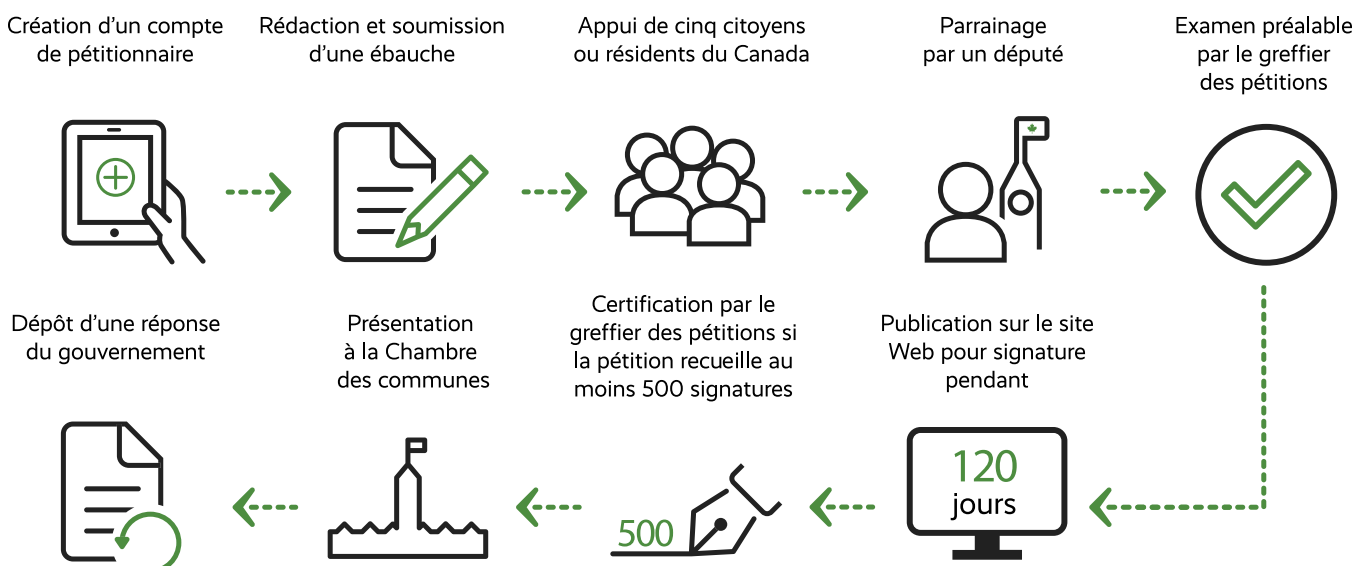 Création d’un compte
de pétitionnaire
Rédaction et soumission
d’une ébauche
Appui de cinq citoyens
ou résidents du Canada
Parrainage
par un député
Examen préalable
par le greffier
des pétitions
Publication sur le site
Web pour signature
pendant
120
jours
Certification par le
greffier des pétitions si
la pétition recueille au
moins 500 signatures
500
Présentation
à la Chambre
des communes
Dépôt d’une réponse
du gouvernement